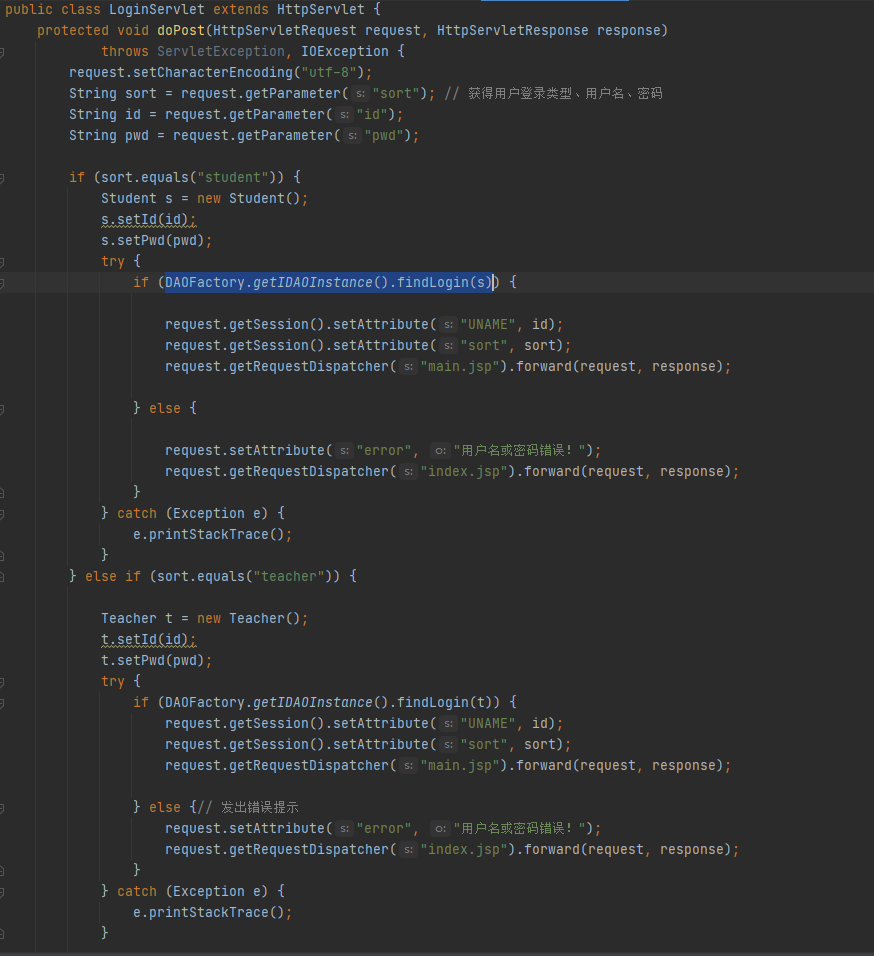 public class LoginServlet extends HttpServlet {
protected void doPost(HttpServletRequest request, HttpServletResponse response)
throws ServletException, IOException {
request.setCharacterEncoding("utf-8");
String sort = request.getParameter( s: "sort"); // 获得用户登录类型、用户名、密码
String id = request.getParameter( s: "id");
String pwd = request.getParameter( s: "pwd");
if (sort.equals("student")) {
Student s = new Student();
s.setId(id);
s.setPwd(pwd);
try {
if (DAOFactory.getIDAOInstance().findLogin(s)) {
request.getSession().setAttribute( s: "UNAME", id);
request.getSession().setAttribute( s: "sort", sort);
request.getRequestDispatcher( s: "main.jsp").forward(request, response);
} else {
request.setAttribute( s: "error", o: "用户名或密码错误！");
request.getRequestDispatcher( s: "index.jsp").forward(request, response);
}
} catch (Exception e) {
e.printStackTrace();
}
} else if (sort.equals("teacher")) {
Teacher t = new Teacher();
t.setId(id);
t.setPwd(pwd);
try {
if (DAOFactory.getIDAOInstance().findLogin(t)) {
request.getSession().setAttribute( s: "UNAME", id);
request.getSession().setAttribute( s: "sort", sort);
request.getRequestDispatcher( s: "main.jsp").forward(request, response);
} else {// 发出错误提示
request.setAttribute( s: "error", o: "用户名或密码错误！");
request.getRequestDispatcher( s: "index.jsp").forward(request, response);
}
} catch (Exception e) {
e.printStackTrace();
}